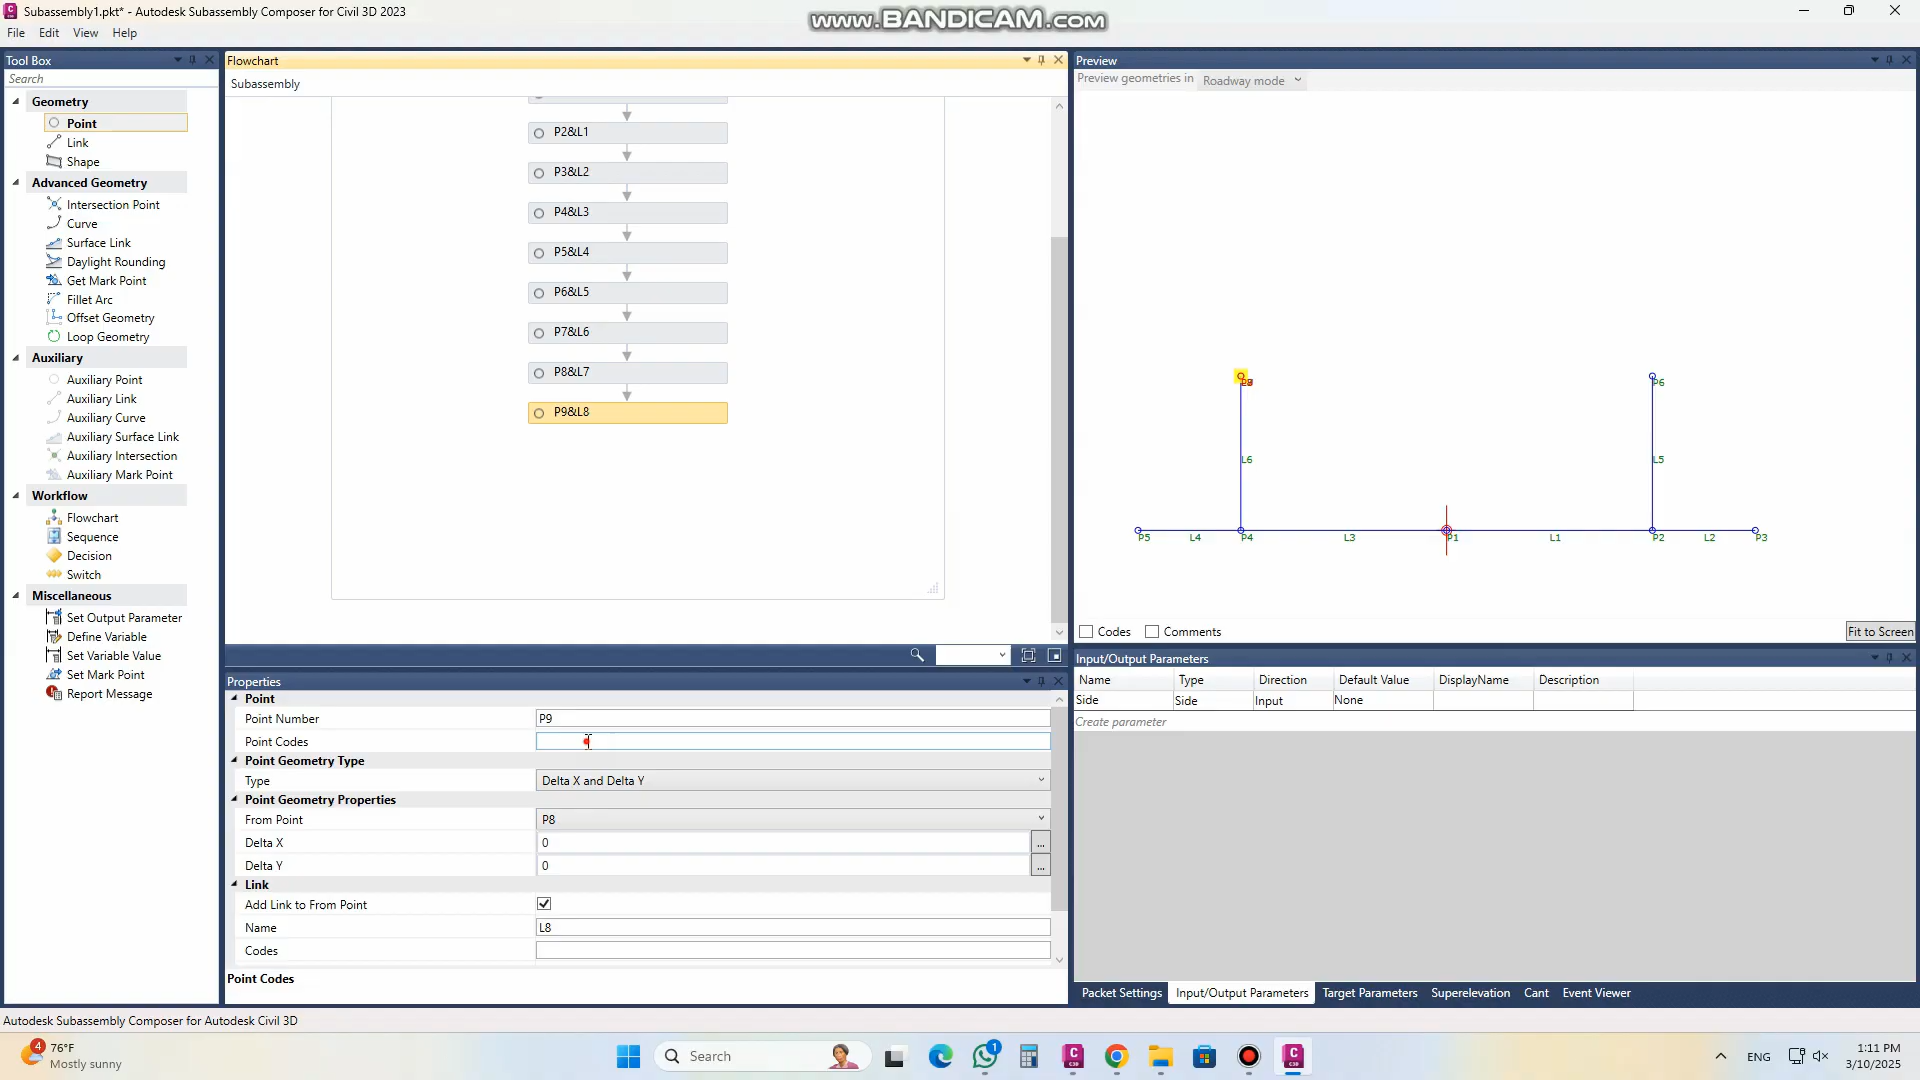 Subassembly1.pkt* - Autodesk Subassembly Composer for Civil 3D 2023
www.BANDICAM.com
File Edit View Help
Tool Box
Search
Geometry
Point
Link
Shape
Advanced Geometry
Intersection Point
Curve
Surface Link
Daylight Rounding
Get Mark Point
Fillet Arc
Offset Geometry
Loop Geometry
Auxiliary
Auxiliary Point
Auxiliary Link
Auxiliary Curve
Auxiliary Surface Link
Auxiliary Intersection
Auxiliary Mark Point
Workflow
Flowchart
Sequence
Decision
Switch
Miscellaneous
Set Output Parameter
Define Variable
Set Variable Value
Set Mark Point
Report Message
Flowchart
Subassembly
P2&L1
P3&L2
P4&L3
P5&L4
P6&L5
P7&L6
P8&L7
P9&L8
Properties
Point
Point Number P9
Point Codes
Point Geometry Type
Type Delta X and Delta Y
Point Geometry Properties
From Point P8
Delta X 0 ...
Delta Y 0 ...
Link
Add Link to From Point
Name L8
Codes
Point Codes
Preview
Preview geometries in Roadway mode
P6
L6 L5
P5 L4 P4 L3 P1 L1 P2 L2 P3
Codes Comments Fit to Screen
Input/Output Parameters
Name Type Direction Default Value DisplayName Description
Side Side Input None
Create parameter
Packet Settings Input/Output Parameters Target Parameters Superelevation Cant Event Viewer
Autodesk Subassembly Composer for Autodesk Civil 3D
4 76°F
Mostly sunny
Search
1
ENG
1:11 PM
3/10/2025